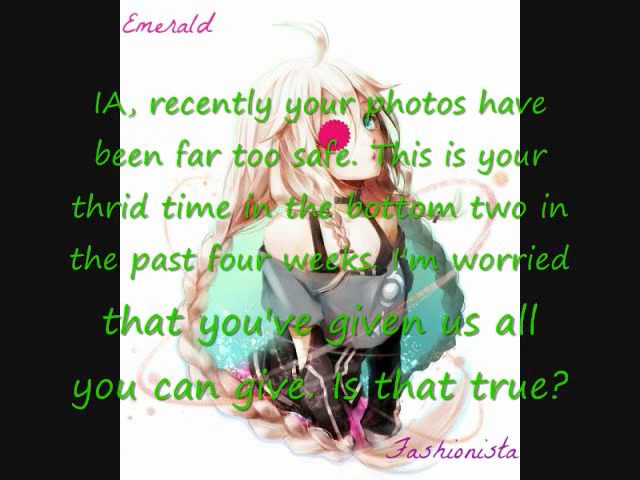 Emerald
IA, recently your photos have
been far too safe. This is your
thrid time in the bottom two in
the past four weeks. I'm worried
that you've given us all
you can give. Is that true?
Fashionista